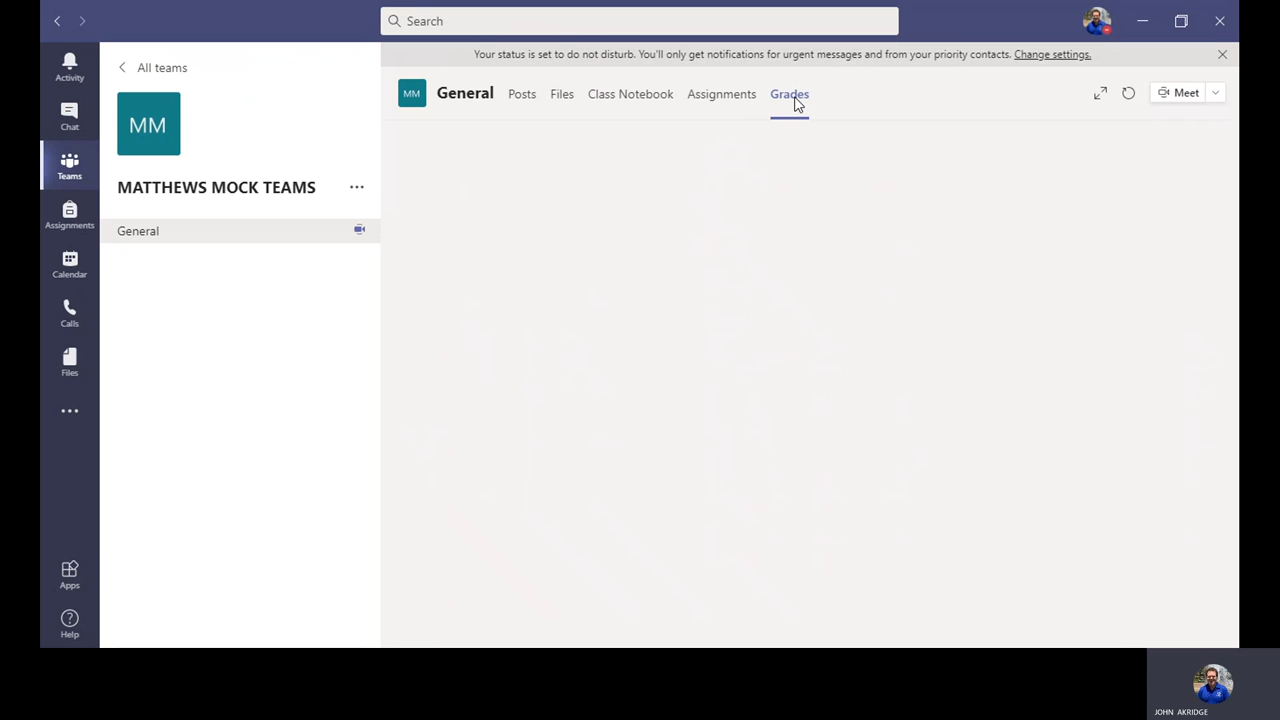 Search
Your status is set to do not disturb. You'll only get notifications for urgent messages and from your priority contacts. Change settings.
Activity
Chat
Teams
Assignments
Calendar
Calls
Files
Apps
Help
All teams
MM
MATTHEWS MOCK TEAMS
General
MM
General Posts Files Class Notebook Assignments Grades
Meet
JOHN AKRIDGE